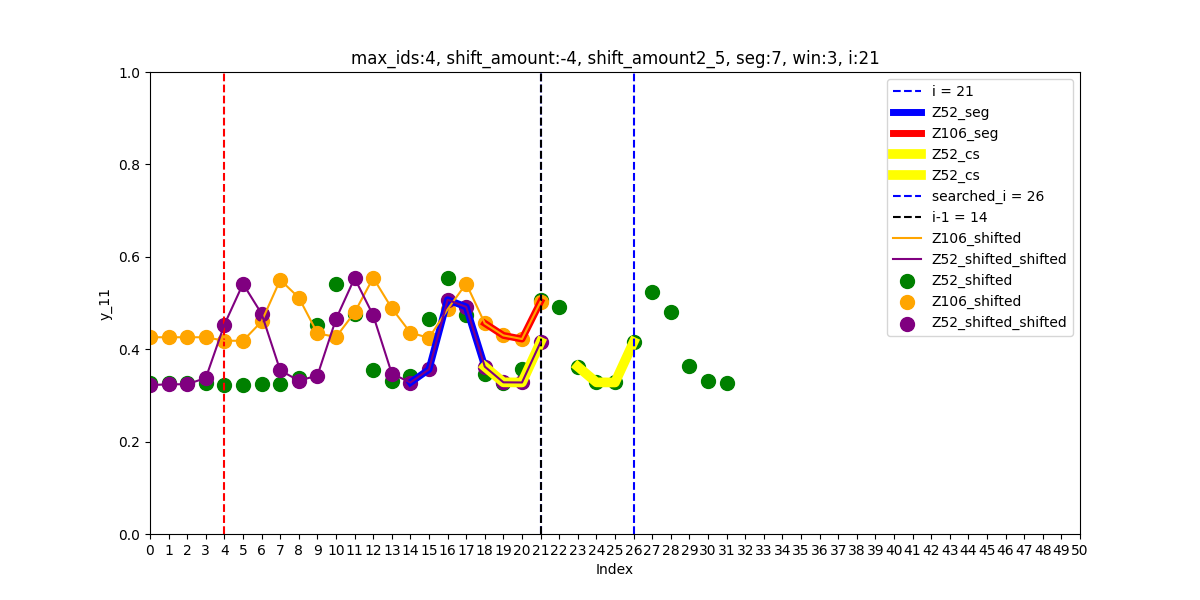 max_ids:4, shift_amount:-4, shift_amount2_5, seg:7, win:3, i:21
y_11
1.0
0.8
0.6
0.4
0.2
0.0
i = 21
Z52_seg
Z106_seg
Z52_cs
Z52_cs
searched_i = 26
i-1 = 14
Z106_shifted
Z52_shifted_shifted
Z52_shifted
Z106_shifted
Z52_shifted_shifted
0 1 2 3 4 5 6 7 8 9 10 11 12 13 14 15 16 17 18 19 20 21 22 23 24 25 26 27 28 29 30 31 32 33 34 35 36 37 38 39 40 41 42 43 44 45 46 47 48 49 50
Index